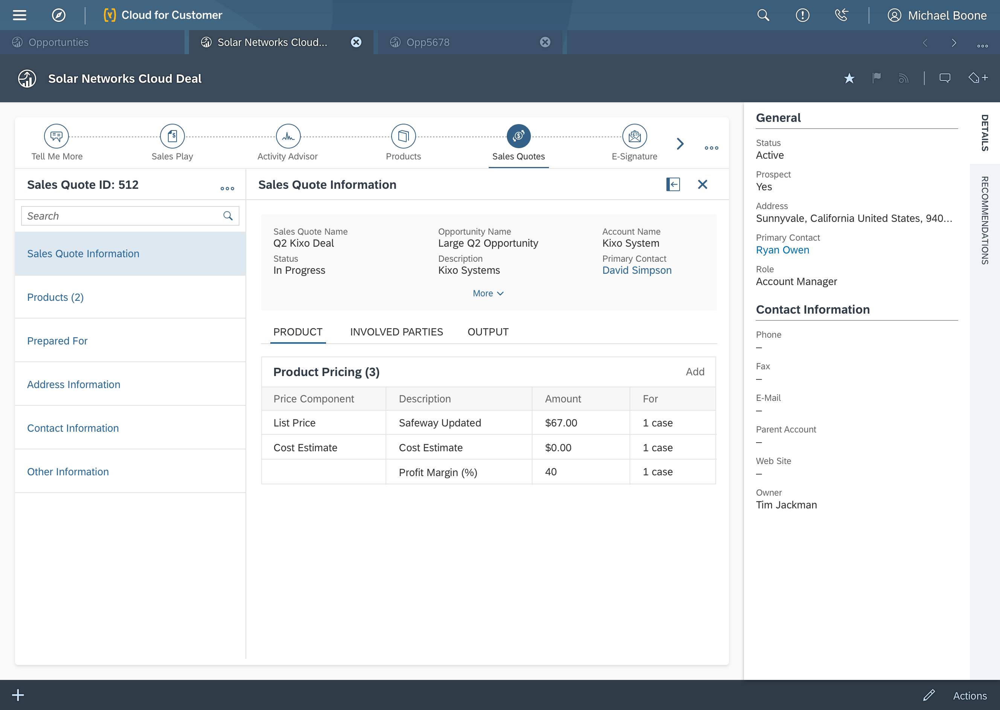 Cloud for Customer
Michael Boone
Opportunties
Solar Networks Cloud...
Opp5678
Solar Networks Cloud Deal
Tell Me More
Sales Play
Activity Advisor
Products
Sales Quotes
E-Signature
Sales Quote ID: 512
Search
Sales Quote Information
Products (2)
Prepared For
Address Information
Contact Information
Other Information
Sales Quote Information
Sales Quote Name
Q2 Kixo Deal
Opportunity Name
Large Q2 Opportunity
Account Name
Kixo System
Status
In Progress
Description
Kixo Systems
Primary Contact
David Simpson
More
PRODUCT INVOLVED PARTIES OUTPUT
Product Pricing (3) Add
Price Component Description Amount For
List Price Safeway Updated $67.00 1 case
Cost Estimate Cost Estimate $0.00 1 case
Profit Margin (%) 40 1 case
General
Status
Active
Prospect
Yes
Address
Sunnyvale, California United States, 940...
Primary Contact
Ryan Owen
Role
Account Manager
Contact Information
Phone
–
Fax
–
E-Mail
–
Parent Account
–
Web Site
–
Owner
Tim Jackman
DETAILS
RECOMMENDATIONS
Actions